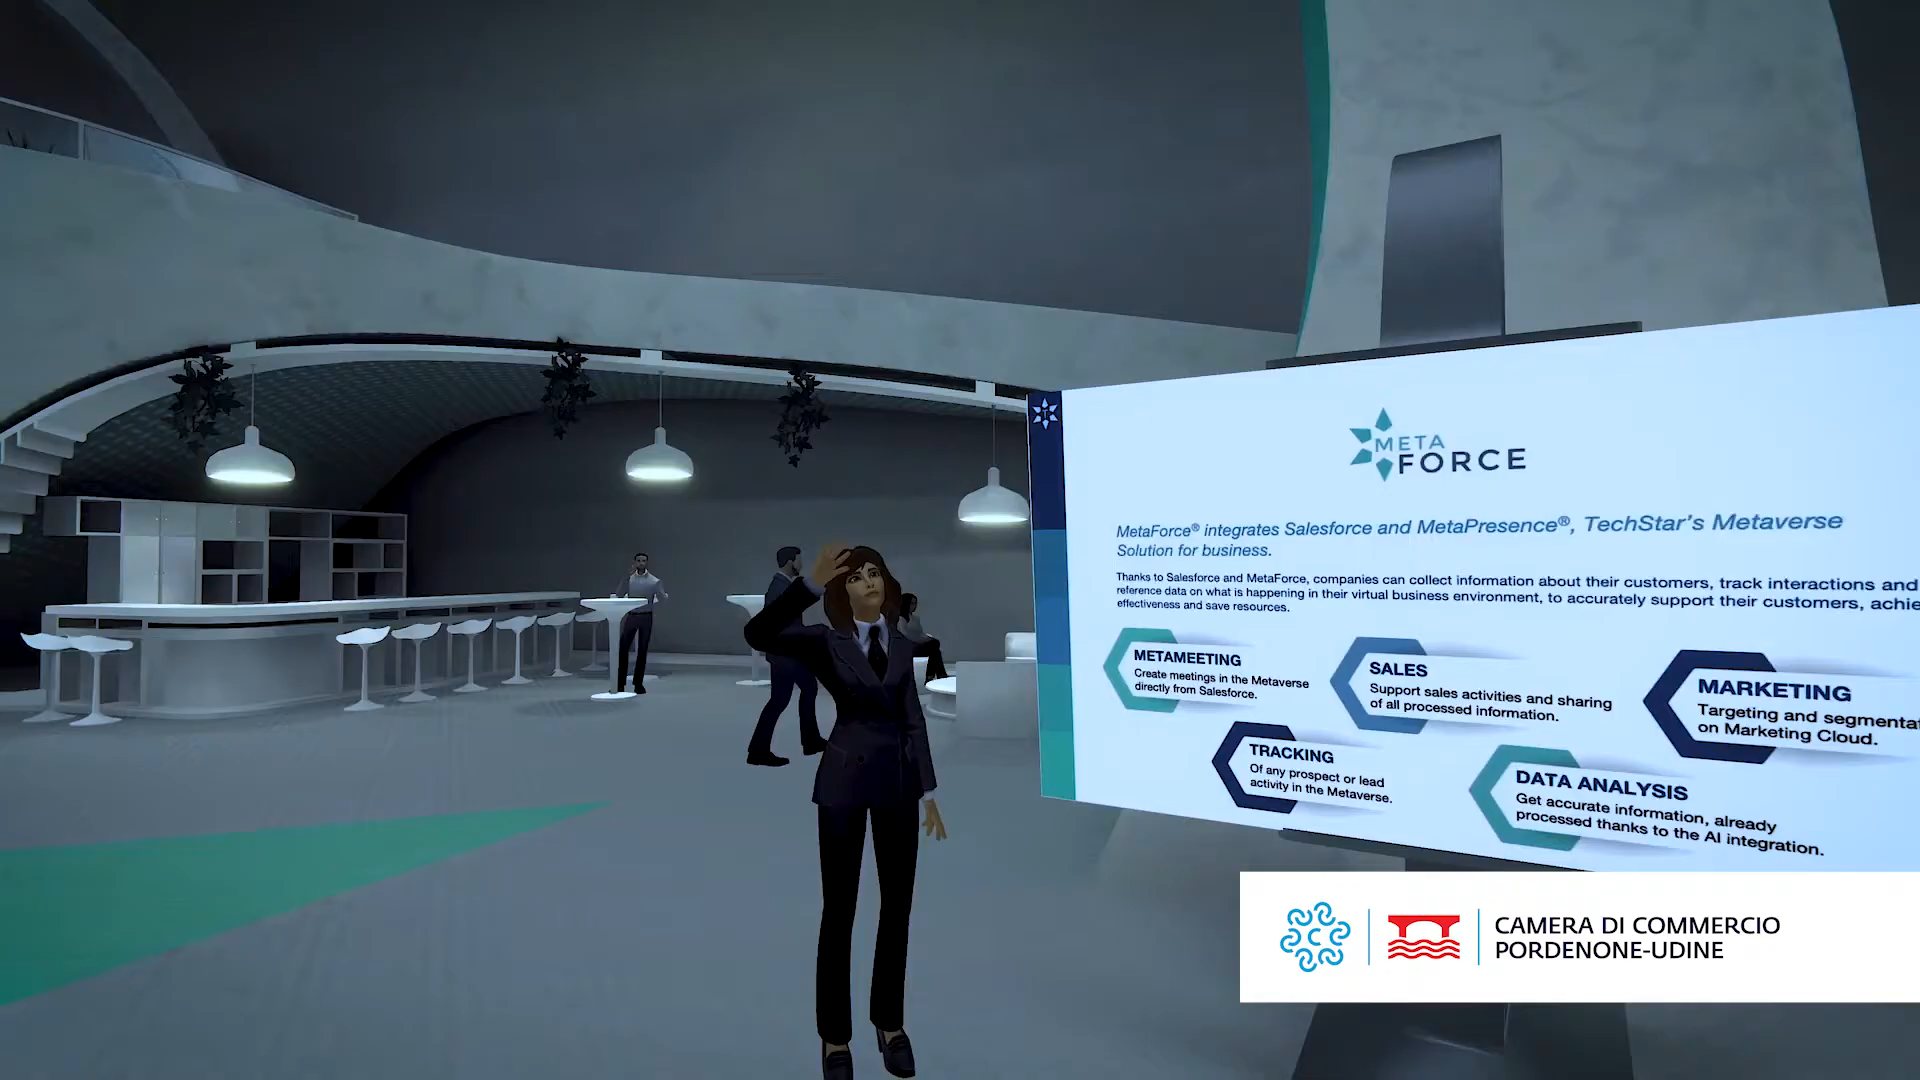 META
FORCE
MetaForce® integrates Salesforce and MetaPresence®, TechStar's Metaverse
Solution for business.
Thanks to Salesforce and MetaForce, companies can collect information about their customers, track interactions and
reference data on what is happening in their virtual business environment, to accurately support their customers,
effectiveness and save resources.
METAMEETING
Create meetings in the Metaverse
directly from Salesforce.
SALES
Support sales activities and sharing
of all processed information.
MARKETING
Targeting and
on Marketing Cloud.
TRACKING
Of any prospect or lead
activity in the Metaverse.
DATA ANALYSIS
Get accurate information, already
processed thanks to the AI integration.
C
CAMERA DI COMMERCIO
PORDENONE-UDINE